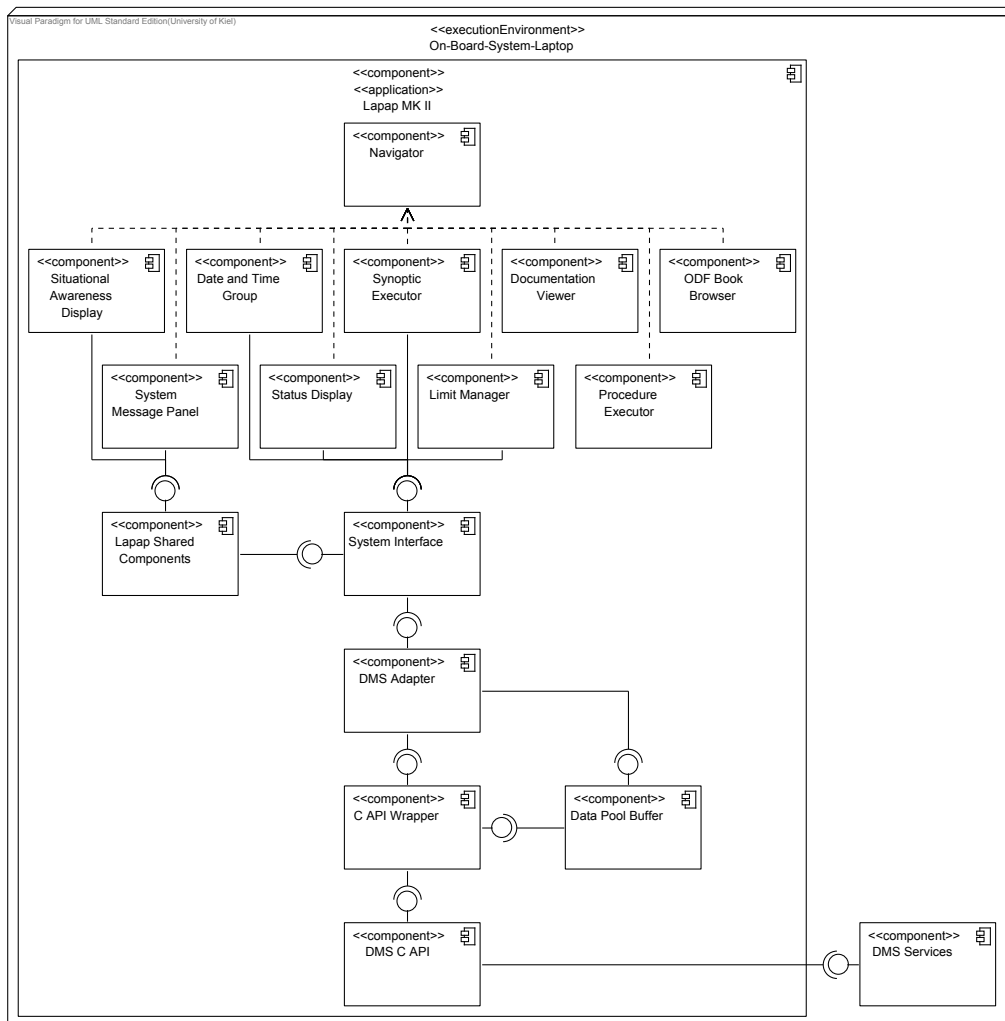 Visual Paradigm for UML Standard Edition(University of Kiel)
<<executionEnvironment>>
On-Board-System-Laptop
<<component>>
<<application>>
Lapap MK II
<<component>>
Navigator
<<component>>
Situational
Awareness
Display
<<component>>
Date and Time
Group
<<component>>
Synoptic
Executor
<<component>>
Documentation
Viewer
<<component>>
ODF Book
Browser
<<component>>
System
Message Panel
<<component>>
Status Display
<<component>>
Limit Manager
<<component>>
Procedure
Executor
<<component>>
Lapap Shared
Components
<<component>>
System Interface
<<component>>
DMS Adapter
<<component>>
C API Wrapper
<<component>>
Data Pool Buffer
<<component>>
DMS C API
<<component>>
DMS Services